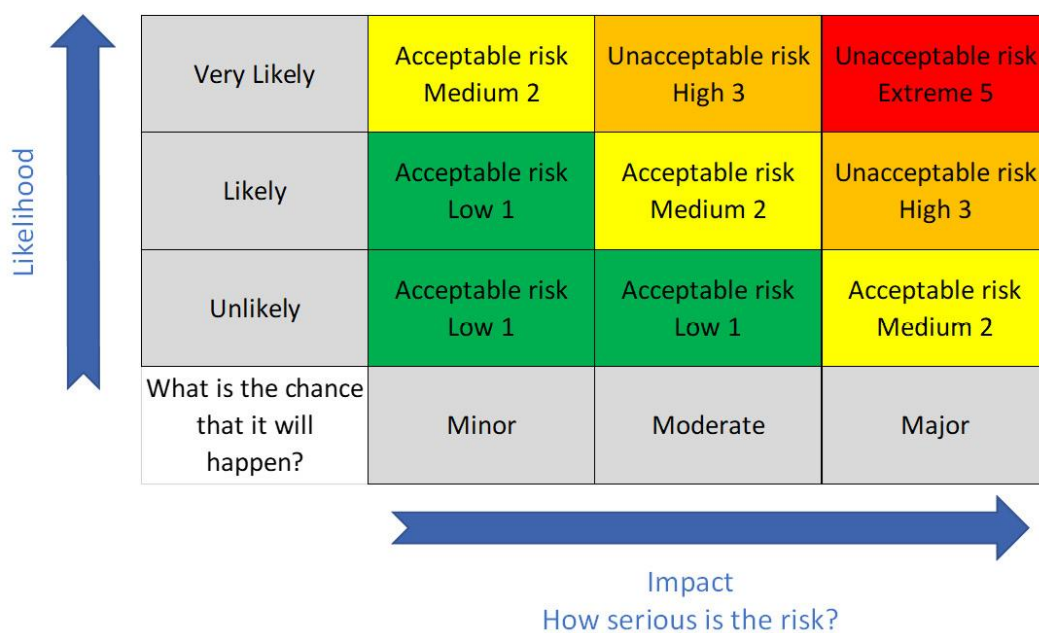 Likelihood
Very Likely
Acceptable risk
Medium 2
Unacceptable risk
High 3
Unacceptable risk
Extreme 5
Likely
Acceptable risk
Low 1
Acceptable risk
Medium 2
Unacceptable risk
High 3
Unlikely
Acceptable risk
Low 1
Acceptable risk
Low 1
Acceptable risk
Medium 2
What is the chance
that it will
happen?
Minor
Moderate
Major
Impact
How serious is the risk?